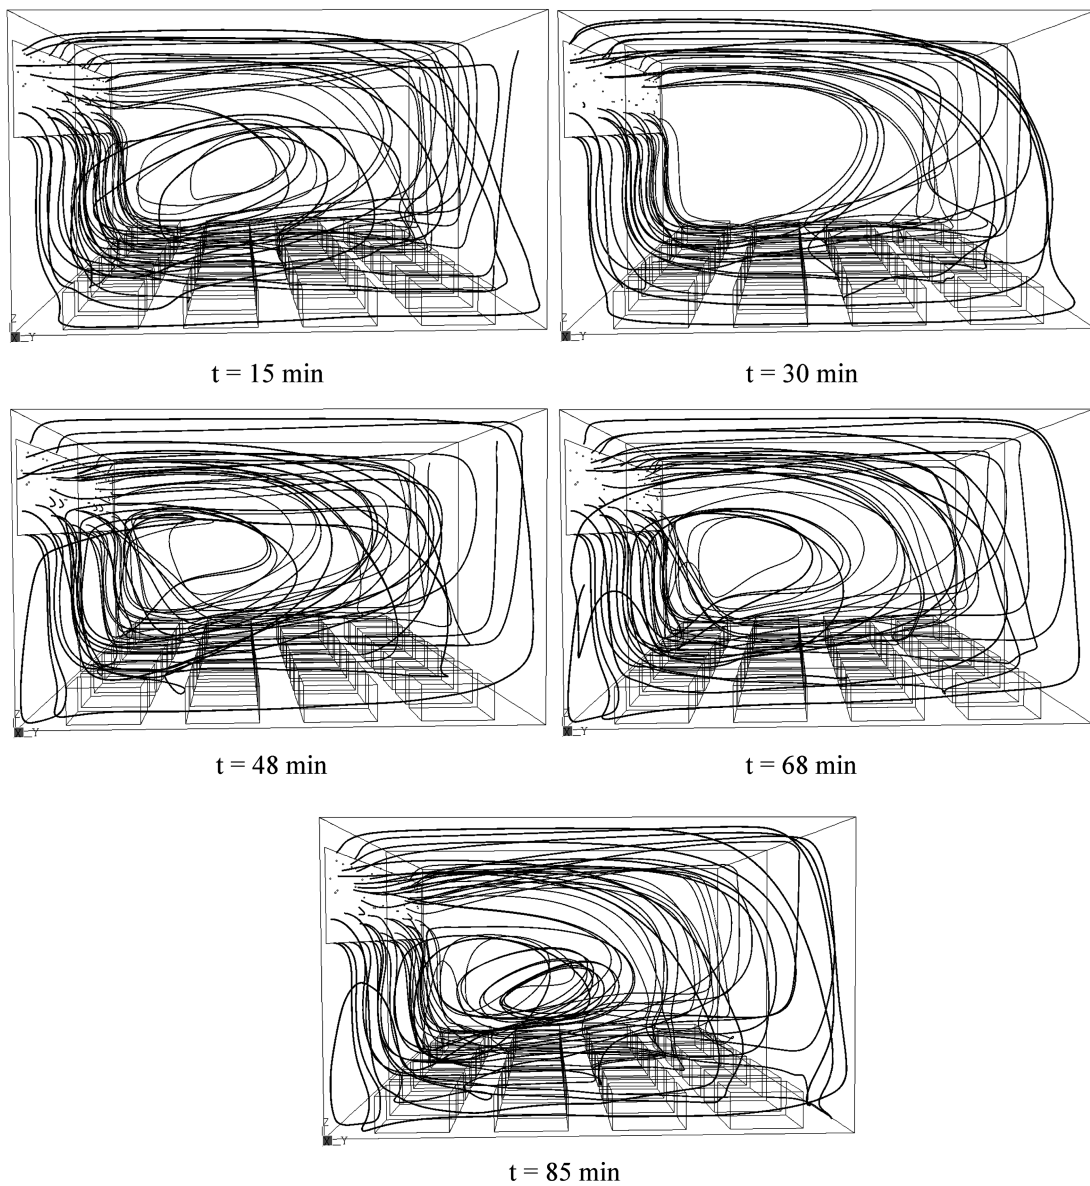 Z
X Y
Z
X Y
t = 15 min
t = 30 min
Z
X Y
Z
X Y
t = 48 min
t = 68 min
Z
X Y
t = 85 min